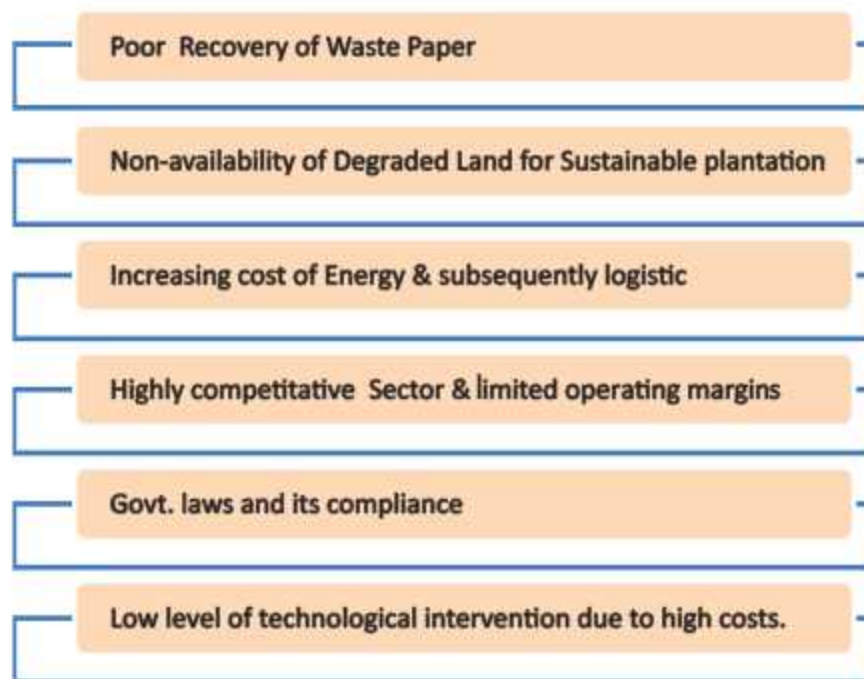 Poor Recovery of Waste Paper
Non-availability of Degraded Land for Sustainable plantation
Increasing cost of Energy & subsequently logistic
Highly competitative Sector & limited operating margins
Govt. laws and its compliance
Low level of technological intervention due to high costs.